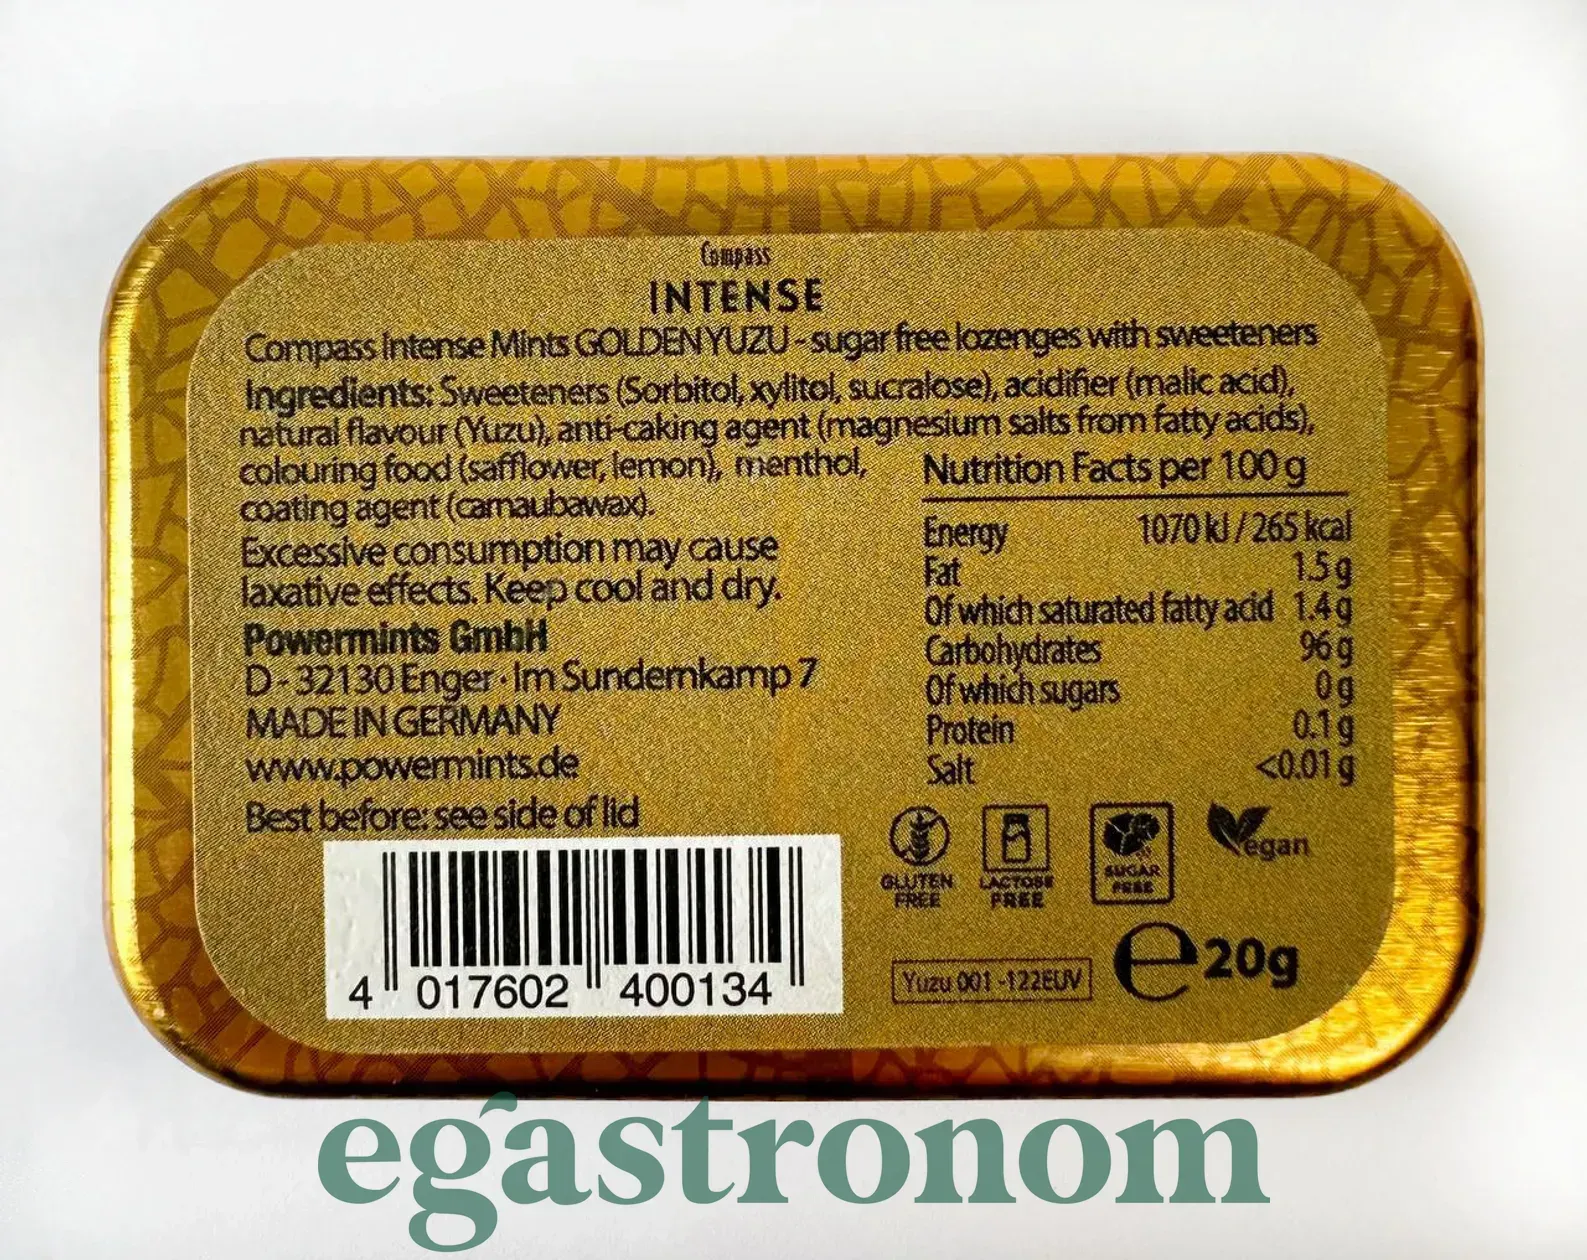 Compass
INTENSE
Compass Intense Mints GOLDEN YUZU - sugar free lozenges with sweeteners
Ingredients: Sweeteners (Sorbitol, xylitol, sucralose), acidifier (malic acid),
natural flavour (Yuzu), anti-caking agent (magnesium salts from fatty acids),
colouring food (safflower, lemon), menthol,
coating agent (carnaubawax).
Excessive consumption may cause
laxative effects. Keep cool and dry.
Powermints GmbH
D - 32130 Enger · Im Sundernkamp 7
MADE IN GERMANY
www.powermints.de
Best before: see side of lid
4 017602 400134
Nutrition Facts per 100 g
Energy 1070 kJ / 265 kcal
Fat 1.5 g
Of which saturated fatty acid 1.4 g
Carbohydrates 96 g
Of which sugars 0 g
Protein 0.1 g
Salt <0.01 g
GLUTEN FREE
LACTOSE FREE
SUGAR FREE
Vegan
Yuzu 001 -122EUV
e 20g
egastronom